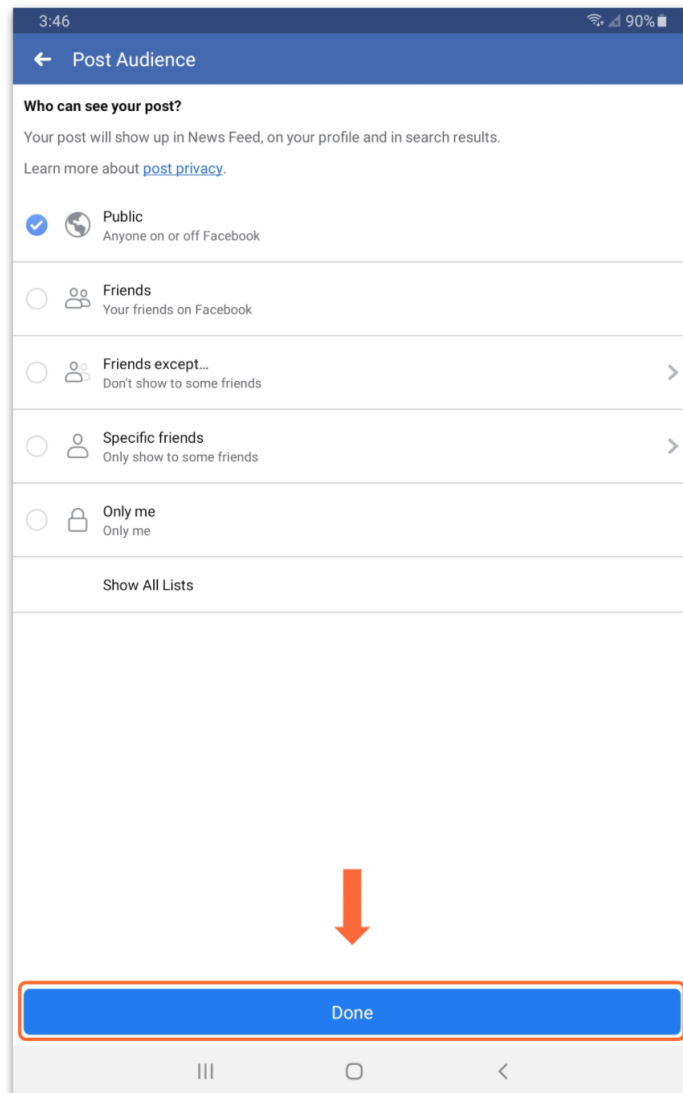 3:46 90%
Post Audience
Who can see your post?
Your post will show up in News Feed, on your profile and in search results.
Learn more about post privacy.
Public
Anyone on or off Facebook
Friends
Your friends on Facebook
Friends except...
Don't show to some friends
Specific friends
Only show to some friends
Only me
Only me
Show All Lists
Done